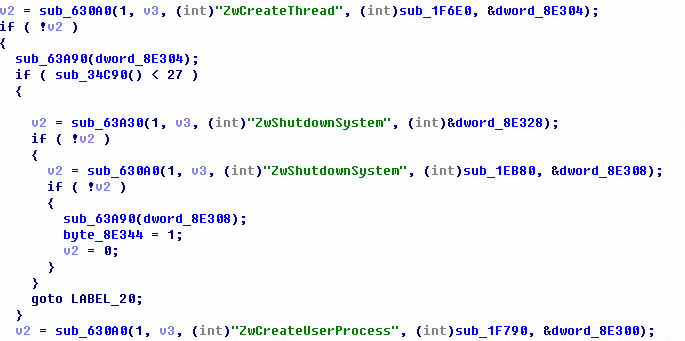 v2 = sub_630A0(1, v3, (int)"ZwCreateThread", (int)sub_1F6E0, &dword_8E304);
if ( !v2 )
{
sub_63A90(dword_8E304);
if ( sub_34C90() < 27 )
{
v2 = sub_63A30(1, v3, (int)"ZwShutdownSystem", (int)&dword_8E328);
if ( !v2 )
{
v2 = sub_630A0(1, v3, (int)"ZwShutdownSystem", (int)sub_1EB80, &dword_8E308);
if ( !v2 )
{
sub_63A90(dword_8E308);
byte_8E344 = 1;
v2 = 0;
}
}
goto LABEL_20;
}
v2 = sub_630A0(1, v3, (int)"ZwCreateUserProcess", (int)sub_1F790, &dword_8E300);